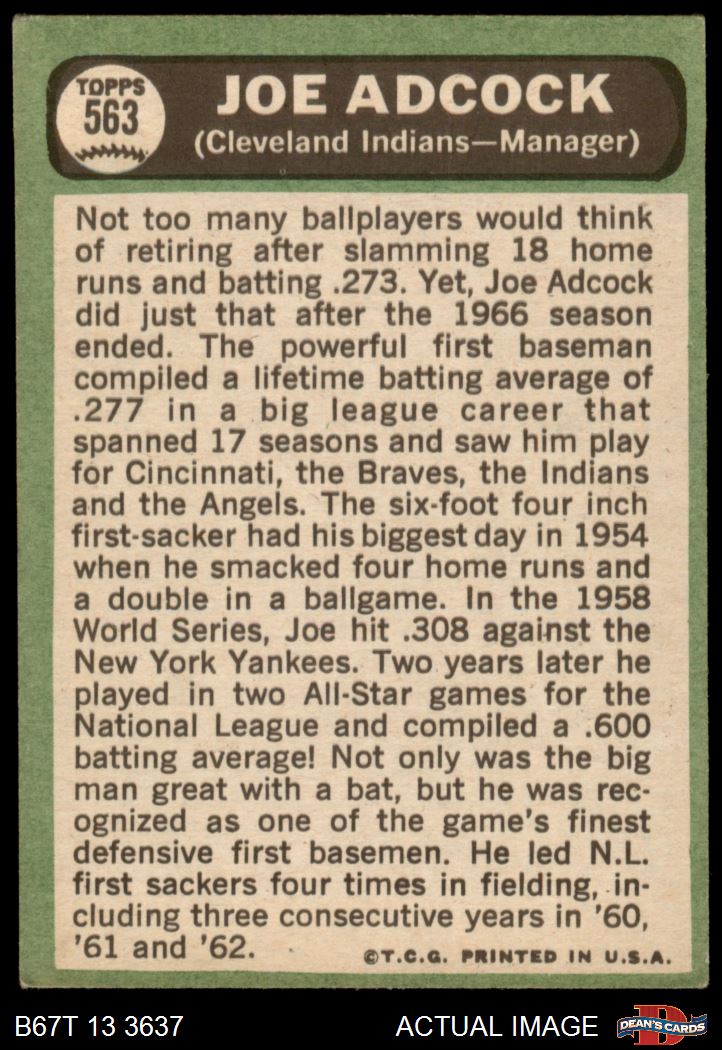 TOPPS
563
JOE ADCOCK
(Cleveland Indians—Manager)
Not too many ballplayers would think
of retiring after slamming 18 home
runs and batting .273. Yet, Joe Adcock
did just that after the 1966 season
ended. The powerful first baseman
compiled a lifetime batting average of
.277 in a big league career that
spanned 17 seasons and saw him play
for Cincinnati, the Braves, the Indians
and the Angels. The six-foot four inch
first-sacker had his biggest day in 1954
when he smacked four home runs and
a double in a ballgame. In the 1958
World Series, Joe hit .308 against the
New York Yankees. Two years later he
played in two All-Star games for the
National League and compiled a .600
batting average! Not only was the big
man great with a bat, but he was rec-
ognized as one of the game's finest
defensive first basemen. He led N.L.
first sackers four times in fielding, in-
cluding three consecutive years in '60,
'61 and '62.
©T.C.G. PRINTED IN U.S.A.
B67T 13 3637
ACTUAL IMAGE
D
DEAN'S CARDS